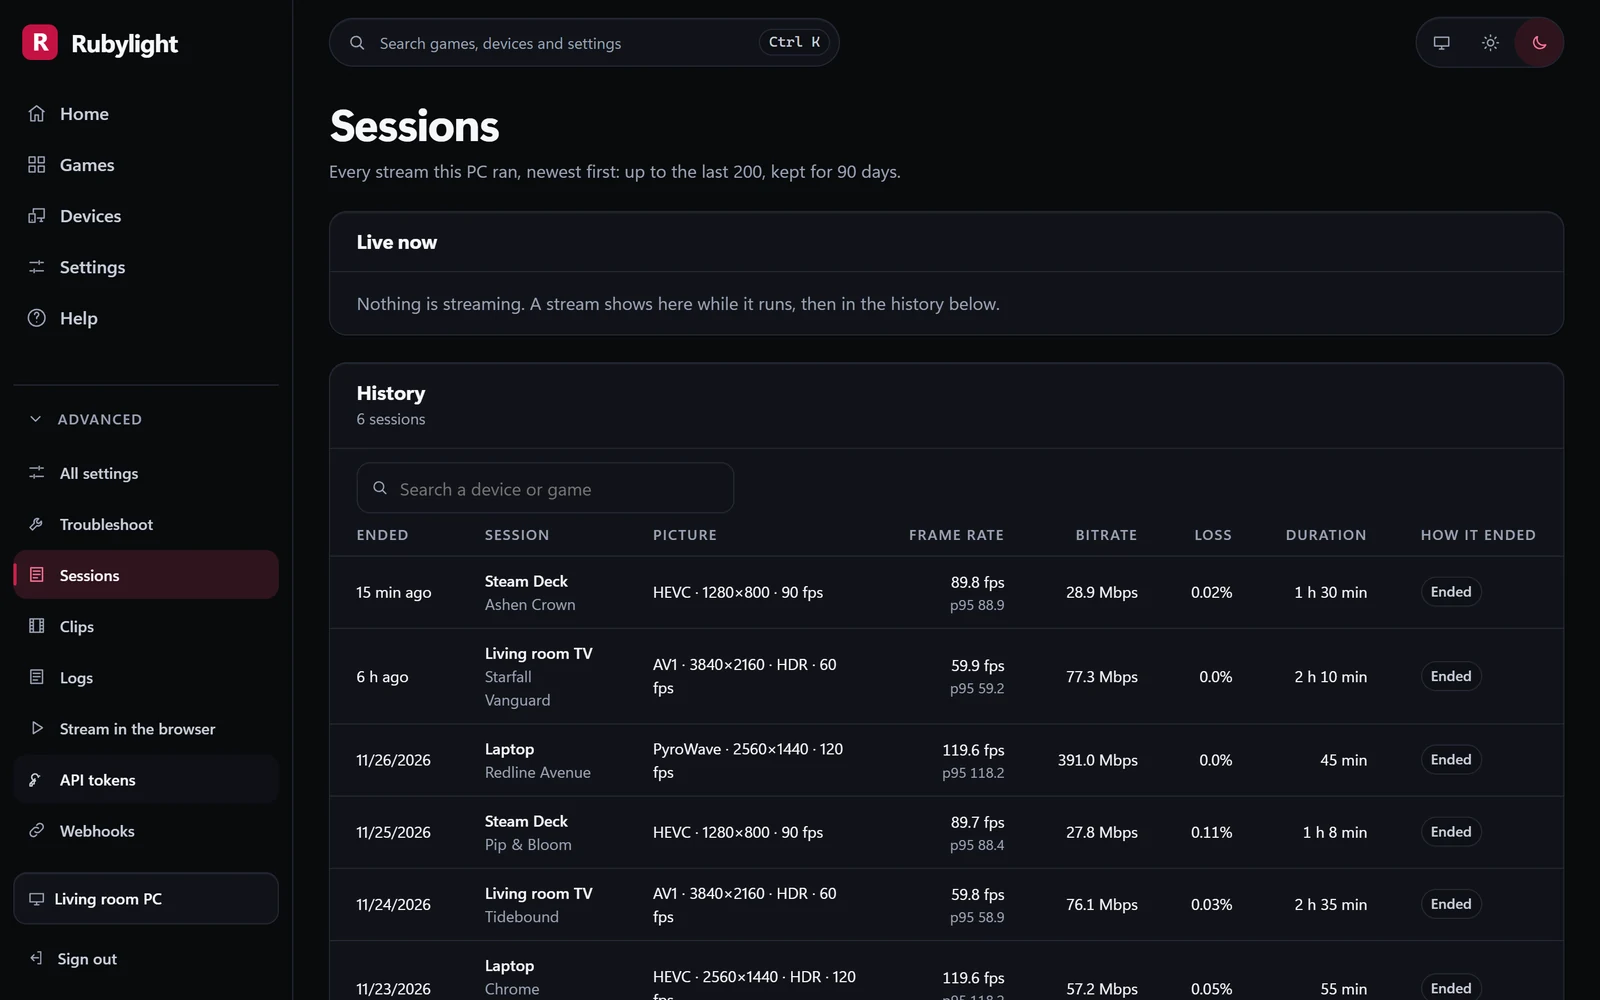 R Rubylight
Search games, devices and settings Ctrl K
Home
Games
Devices
Settings
Help
ADVANCED
All settings
Troubleshoot
Sessions
Clips
Logs
Stream in the browser
API tokens
Webhooks
Living room PC
Sign out
Sessions
Every stream this PC ran, newest first: up to the last 200, kept for 90 days.
Live now
Nothing is streaming. A stream shows here while it runs, then in the history below.
History
6 sessions
Search a device or game
ENDED SESSION PICTURE FRAME RATE BITRATE LOSS DURATION HOW IT ENDED
15 min ago Steam Deck HEVC · 1280×800 · 90 fps 89.8 fps 28.9 Mbps 0.02% 1 h 30 min Ended
Ashen Crown p95 88.9
6 h ago Living room TV AV1 · 3840×2160 · HDR · 60 59.9 fps 77.3 Mbps 0.0% 2 h 10 min Ended
Starfall fps p95 59.2
Vanguard
11/26/2026 Laptop PyroWave · 2560×1440 · 120 119.6 fps 391.0 Mbps 0.0% 45 min Ended
Redline Avenue fps p95 118.2
11/25/2026 Steam Deck HEVC · 1280×800 · 90 fps 89.7 fps 27.8 Mbps 0.11% 1 h 8 min Ended
Pip & Bloom p95 88.4
11/24/2026 Living room TV AV1 · 3840×2160 · HDR · 60 59.8 fps 76.1 Mbps 0.03% 2 h 35 min Ended
Tidebound fps p95 58.9
11/23/2026 Laptop HEVC · 2560×1440 · HDR · 120 119.6 fps 57.2 Mbps 0.05% 55 min Ended
Chrome